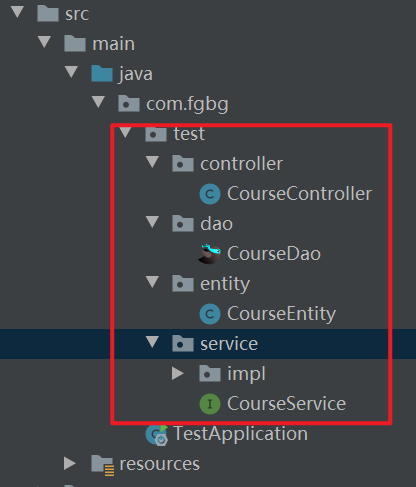 src
main
java
com.fgbg
test
controller
CourseController
dao
CourseDao
entity
CourseEntity
service
impl
CourseService
TestApplication
resources